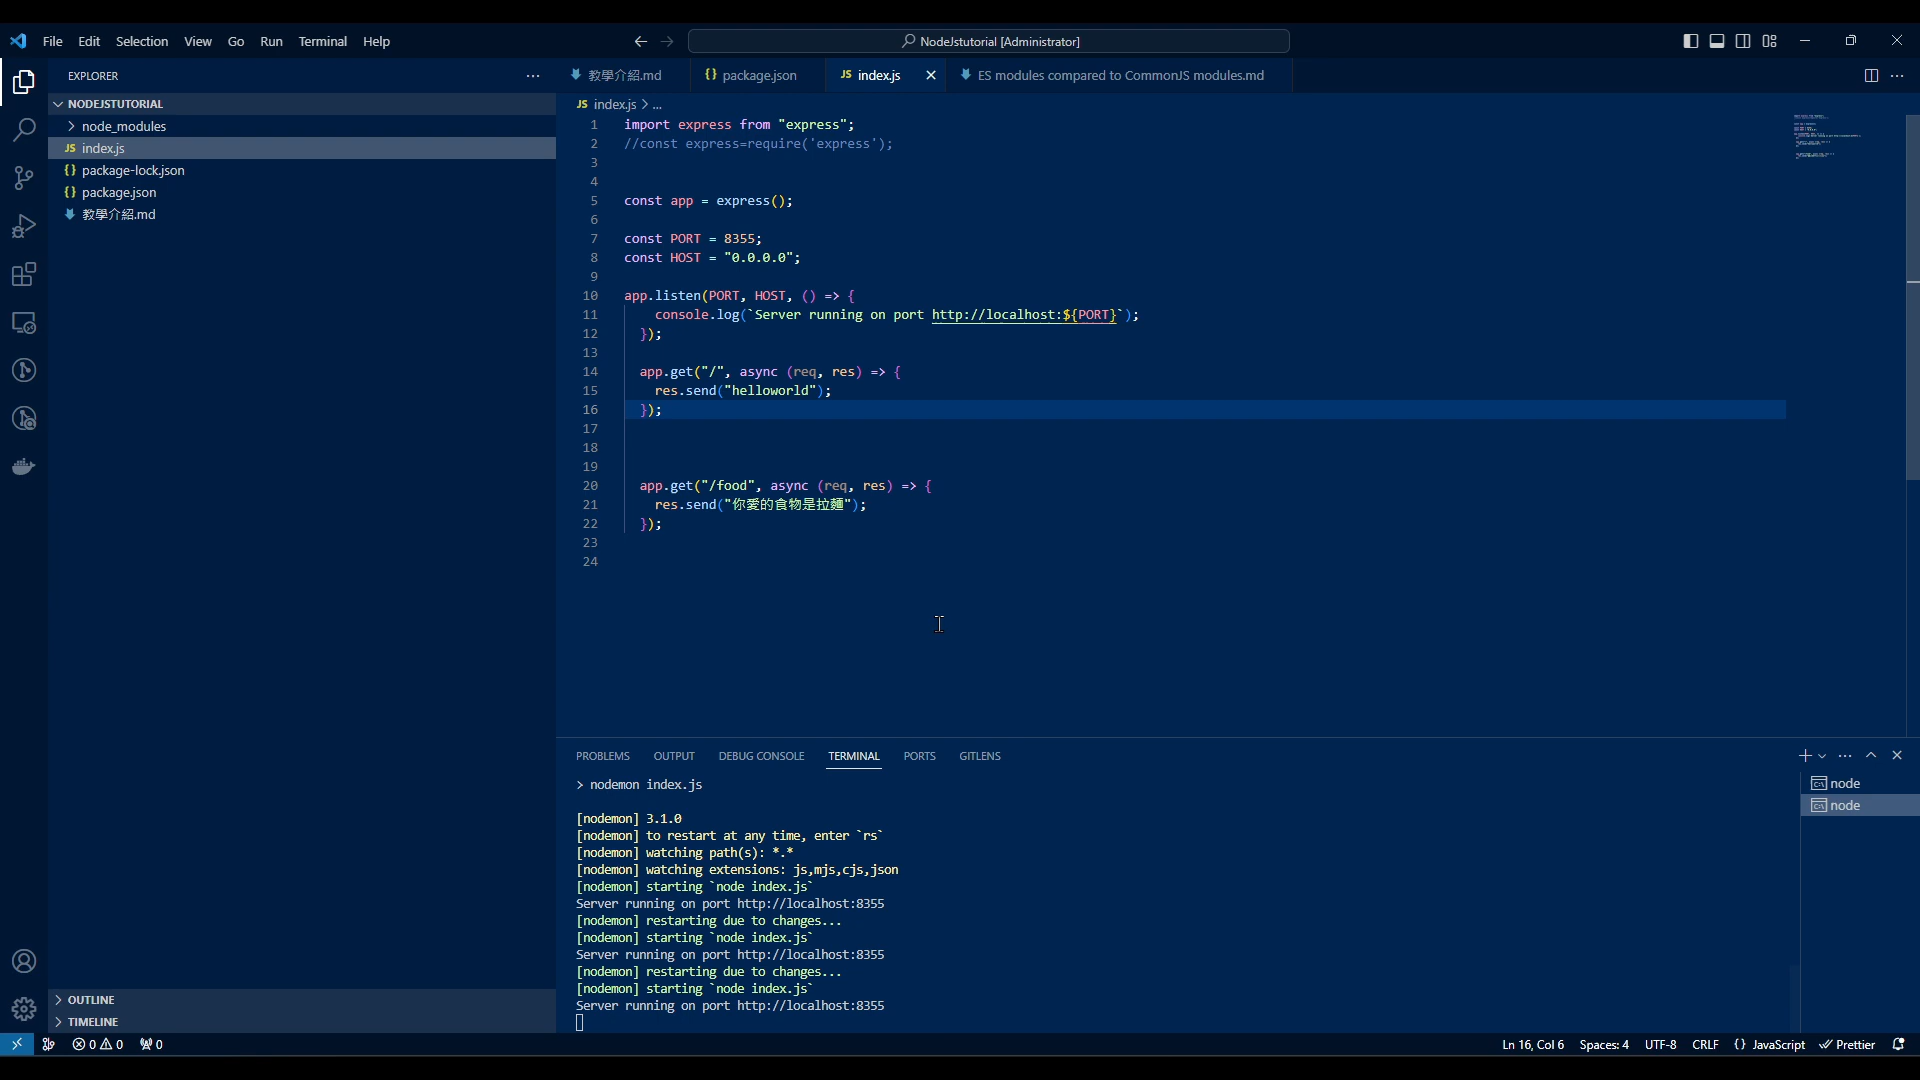 File Edit Selection View Go Run Terminal Help
NodeJstutorial [Administrator]
EXPLORER
教學介紹.md
{} package.json
JS index.js
ES modules compared to CommonJS modules.md
NODEJSTUTORIAL
node_modules
JS index.js
{} package-lock.json
{} package.json
教學介紹.md
JS index.js > ...
1 import express from "express";
2 //const express=require('express');
3
4
5 const app = express();
6
7 const PORT = 8355;
8 const HOST = "0.0.0.0";
9
10 app.listen(PORT, HOST, () => {
11 console.log(`Server running on port http://localhost:${PORT}`);
12 });
13
14 app.get("/", async (req, res) => {
15 res.send("helloworld");
16 });
17
18
19
20 app.get("/food", async (req, res) => {
21 res.send("你愛的食物是拉麵");
22 });
23
24
PROBLEMS OUTPUT DEBUG CONSOLE TERMINAL PORTS GITLENS
> nodemon index.js
[nodemon] 3.1.0
[nodemon] to restart at any time, enter `rs`
[nodemon] watching path(s): *.*
[nodemon] watching extensions: js,mjs,cjs,json
[nodemon] starting `node index.js`
Server running on port http://localhost:8355
[nodemon] restarting due to changes...
[nodemon] starting `node index.js`
Server running on port http://localhost:8355
[nodemon] restarting due to changes...
[nodemon] starting `node index.js`
Server running on port http://localhost:8355
node
node
OUTLINE
TIMELINE
0 0 0
Ln 16, Col 6 Spaces: 4 UTF-8 CRLF {} JavaScript Prettier